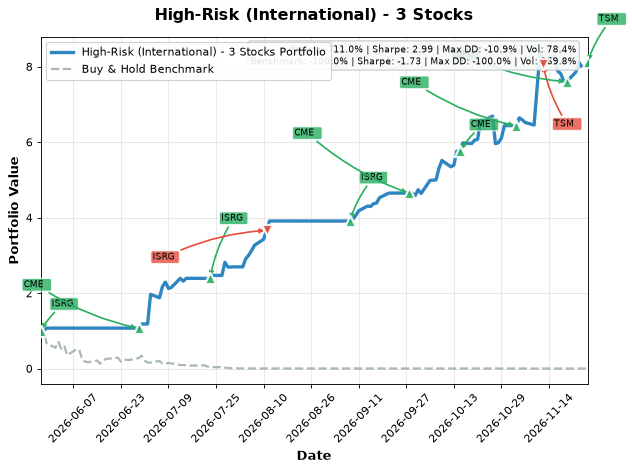 High-Risk (International) - 3 Stocks
TSM
High-Risk (International) - 3 Stocks Portfolio
Buy & Hold Benchmark
11.0% | Sharpe: 2.99 | Max DD: -10.9% | Vol: 78.4%
0% | Sharpe: -1.73 | Max DD: -100.0% | Vol:
9.8%
CME
TSM
CME
CME
ISRG
ISRG
ISRG
CME
ISRG
Portfolio Value
8
6
4
2
0
2026-06-07
2026-06-23
2026-07-09
2026-07-25
2026-08-10
2026-08-26
2026-09-11
2026-09-27
2026-10-13
2026-10-29
2026-11-14
Date